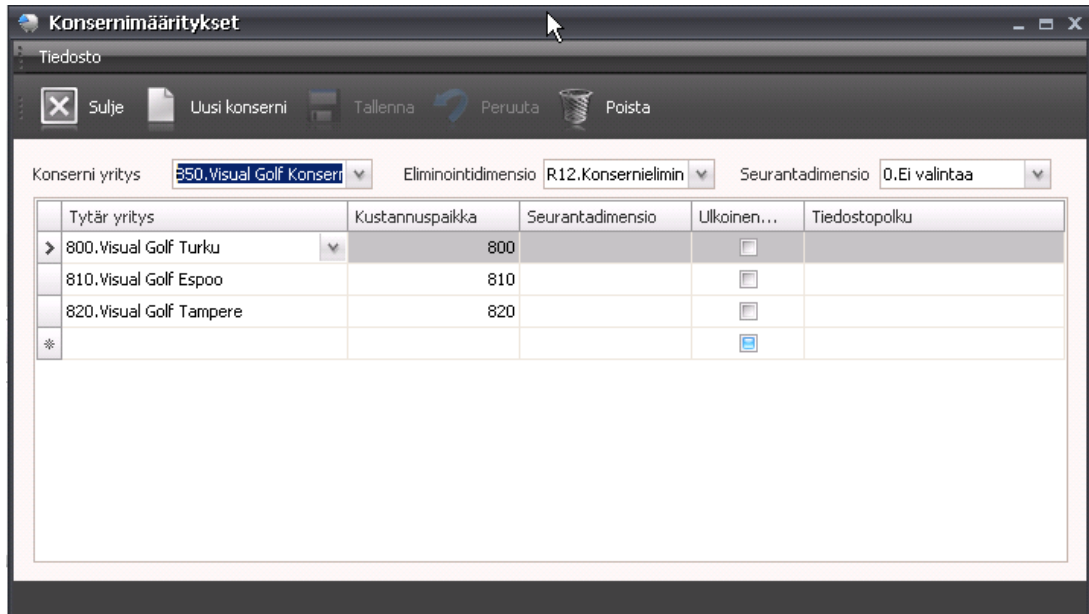 Konsernimääritykset
Tiedosto
Sulje Uusi konserni Tallenna Peruuta Poista
Konserni yritys 850.Visual Golf Konserr Eliminointidimensio R12.Konsernielimin Seurantadimensio 0.Ei valintaa
Tytär yritys Kustannuspaikka Seurantadimensio Ulkoinen... Tiedostopolku
800.Visual Golf Turku 800
810.Visual Golf Espoo 810
820.Visual Golf Tampere 820